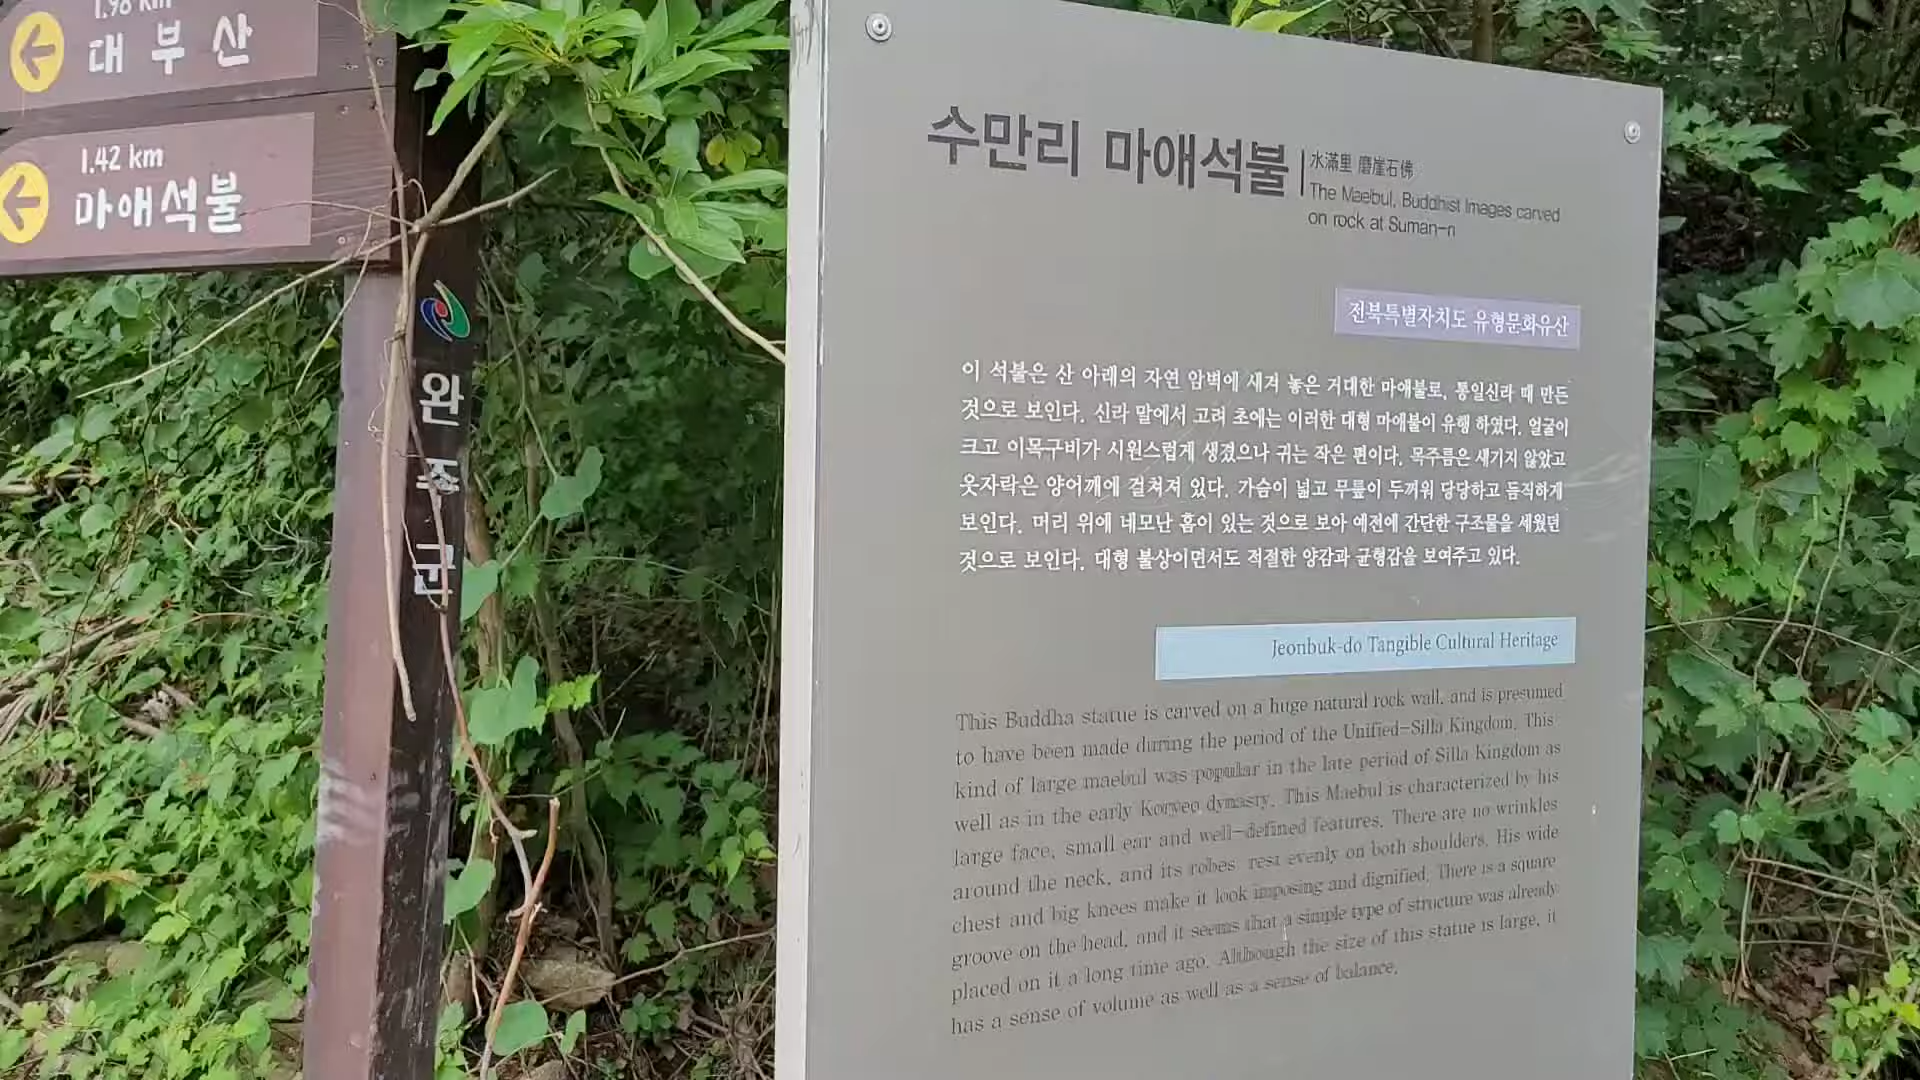 1.98 km
대부산
1.42 km
마애석불
완주군
수만리 마애석불
水滿里 磨崖石佛
The Maebul, Buddhist Images carved
on rock at Suman-ri
전북특별자치도 유형문화유산
이 석불은 산 아래의 자연 암벽에 새겨 놓은 거대한 마애불로, 통일신라 때 만든
것으로 보인다. 신라 말에서 고려 초에는 이러한 대형 마애불이 유행 하였다. 얼굴이
크고 이목구비가 시원스럽게 생겼으나 귀는 작은 편이다. 목주름은 새기지 않았고
옷자락은 양어깨에 걸쳐져 있다. 가슴이 넓고 무릎이 두꺼워 당당하고 듬직하게
보인다. 머리 위에 네모난 홈이 있는 것으로 보아 예전에 간단한 구조물을 세웠던
것으로 보인다. 대형 불상이면서도 적절한 양감과 균형감을 보여주고 있다.
Jeonbuk-do Tangible Cultural Heritage
This Buddha statue is carved on a huge natural rock wall, and is presumed
to have been made during the period of the Unified-Silla Kingdom. This
kind of large maebul was popular in the late period of Silla Kingdom as
well as in the early Koryeo dynasty. This Maebul is characterized by his
large face, small ear and well-defined features. There are no wrinkles
around the neck, and its robes rest evenly on both shoulders. His wide
chest and big knees make it look imposing and dignified. There is a square
groove on the head, and it seems that a simple type of structure was already
placed on it a long time ago. Although the size of this statue is large, it
has a sense of volume as well as a sense of balance.